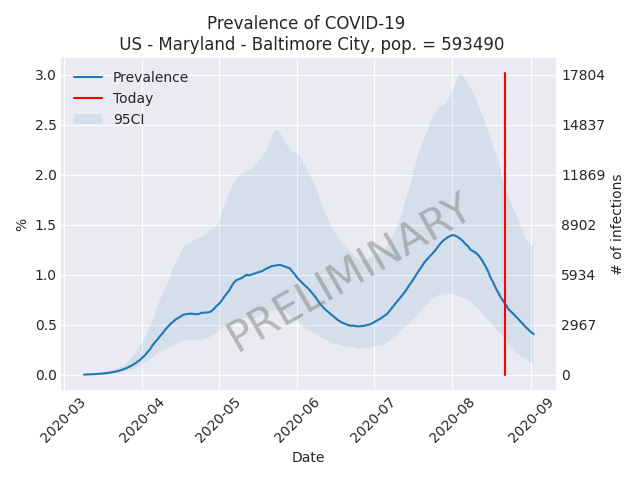 Prevalence of COVID-19
US - Maryland - Baltimore City, pop. = 593490
Prevalence
Today
95CI
3.0
2.5
2.0
1.5
1.0
0.5
0.0
%
17804
14837
11869
8902
5934
2967
0
# of infections
PRELIMINARY
2020-03
2020-04
2020-05
2020-06
2020-07
2020-08
2020-09
Date